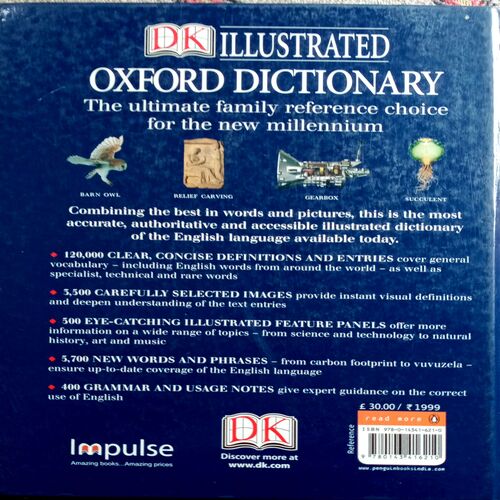 DK ILLUSTRATED
OXFORD DICTIONARY
The ultimate family reference choice
for the new millennium
BARN OWL RELIEF CARVING GEARBOX SUCCULENT
Combining the best in words and pictures, this is the most
accurate, authoritative and accessible illustrated dictionary
of the English language available today.
120,000 CLEAR, CONCISE DEFINITIONS AND ENTRIES cover general
vocabulary – including English words from around the world – as well as
specialist, technical and rare words
5,500 CAREFULLY SELECTED IMAGES provide instant visual definitions
and deepen understanding of the text entries
500 EYE-CATCHING ILLUSTRATED FEATURE PANELS offer more
information on a wide range of topics – from science and technology to natural
history, art and music
5,700 NEW WORDS AND PHRASES – from carbon footprint to vuvuzela –
ensure up-to-date coverage of the English language
400 GRAMMAR AND USAGE NOTES give expert guidance on the correct
use of English
£ 30.00 / ₹ 1999
read more
ISBN 978-0-14341-621-0
9 780143 416210
www.penguinbooksindia.com
Reference
Impulse
Amazing books...Amazing prices
DK
Discover more at
www.dk.com